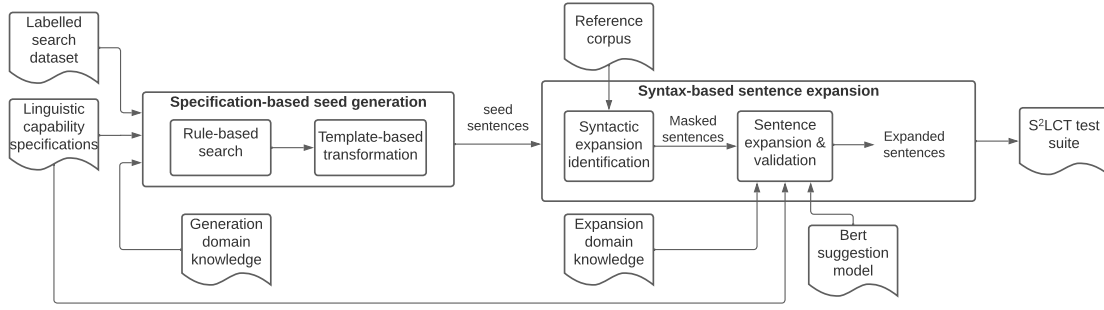 Labelled
search
dataset
Linguistic
capability
specifications
Specification-based seed generation
Rule-based
search
Template-based
transformation
Generation
domain
knowledge
seed
sentences
Reference
corpus
Syntax-based sentence expansion
Syntactic
expansion
identification
Masked
sentences
Sentence
expansion &
validation
Expanded
sentences
Expansion
domain
knowledge
Bert
suggestion
model
S²LCT test
suite